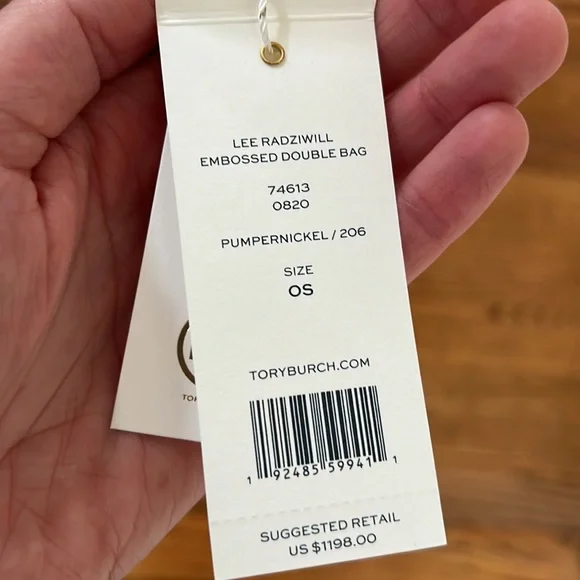 LEE RADZIWILL
EMBOSSED DOUBLE BAG
74613
0820
PUMPERNICKEL / 206
SIZE
OS
TORYBURCH.COM
1 92485 59941 1
SUGGESTED RETAIL
US $1198.00